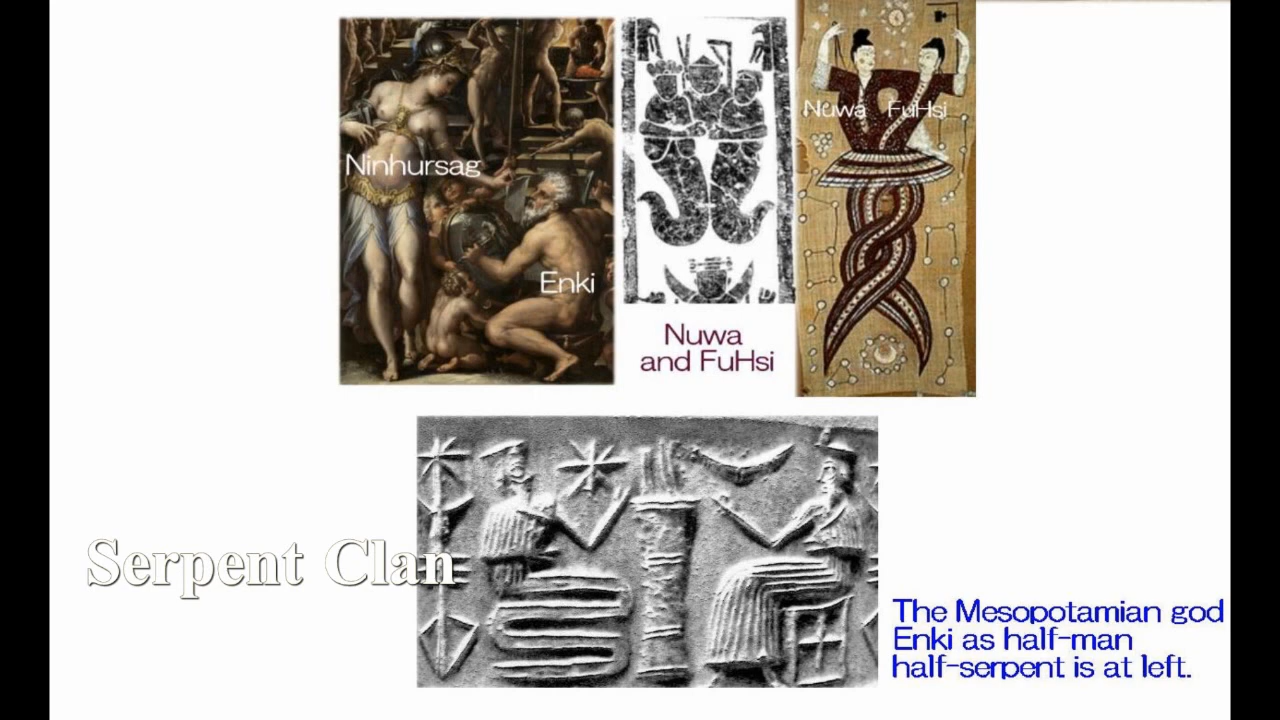 Ninhursag
Enki
Nuwa FuHsi
Nuwa
and FuHsi
Serpent Clan
The Mesopotamian god
Enki as half-man
half-serpent is at left.